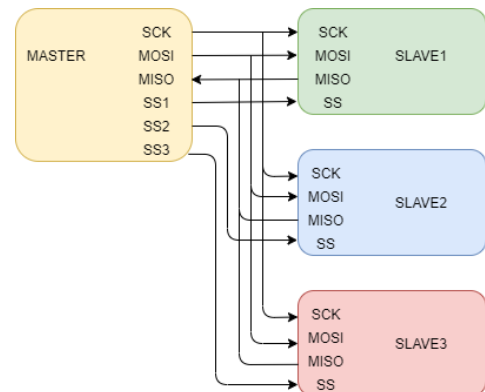 MASTER
SCK
MOSI
MISO
SS1
SS2
SS3
SCK
MOSI
MISO
SS
SLAVE1
SCK
MOSI
MISO
SS
SLAVE2
SCK
MOSI
MISO
SS
SLAVE3